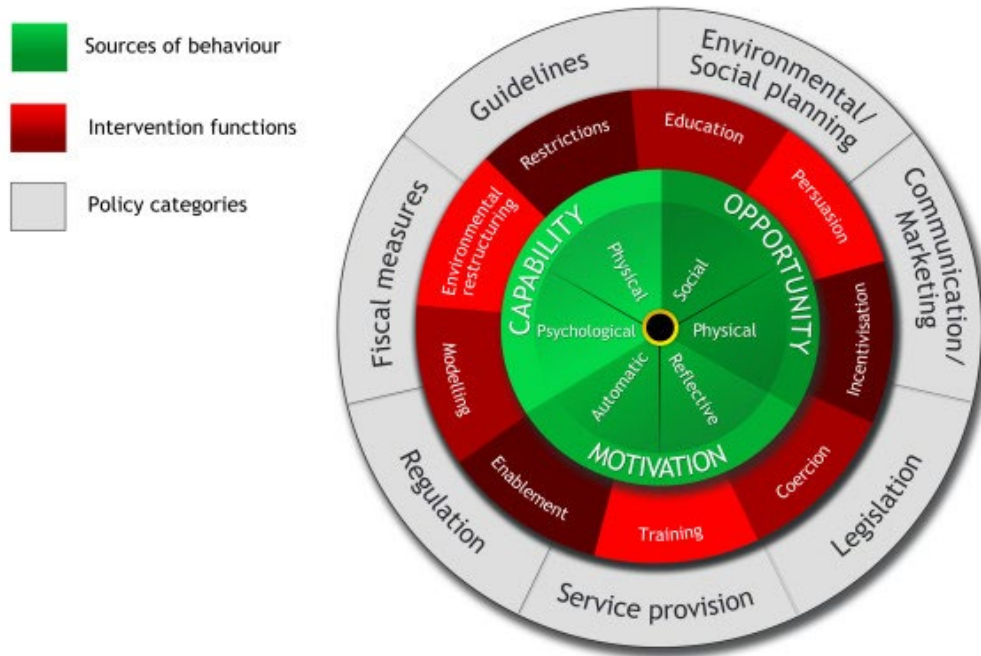 Sources of behaviour
Intervention functions
Policy categories
Guidelines
Environmental/
Social planning
Communication/
Marketing
Legislation
Service provision
Regulation
Fiscal measures
Restrictions
Education
Persuasion
Incentivisation
Coercion
Training
Enablement
Modelling
Environmental
restructuring
CAPABILITY
OPPORTUNITY
MOTIVATION
Physical
Social
Psychological
Physical
Automatic
Reflective